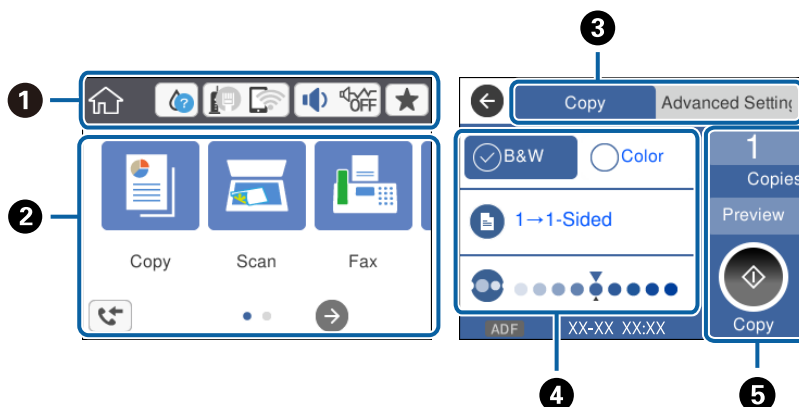 3
1
OFF
Copy
Advanced Setting
B&W
Color
1
Copies
2
1→1-Sided
Preview
Copy
Scan
Fax
ADF
XX-XX XX:XX
Copy
4
5